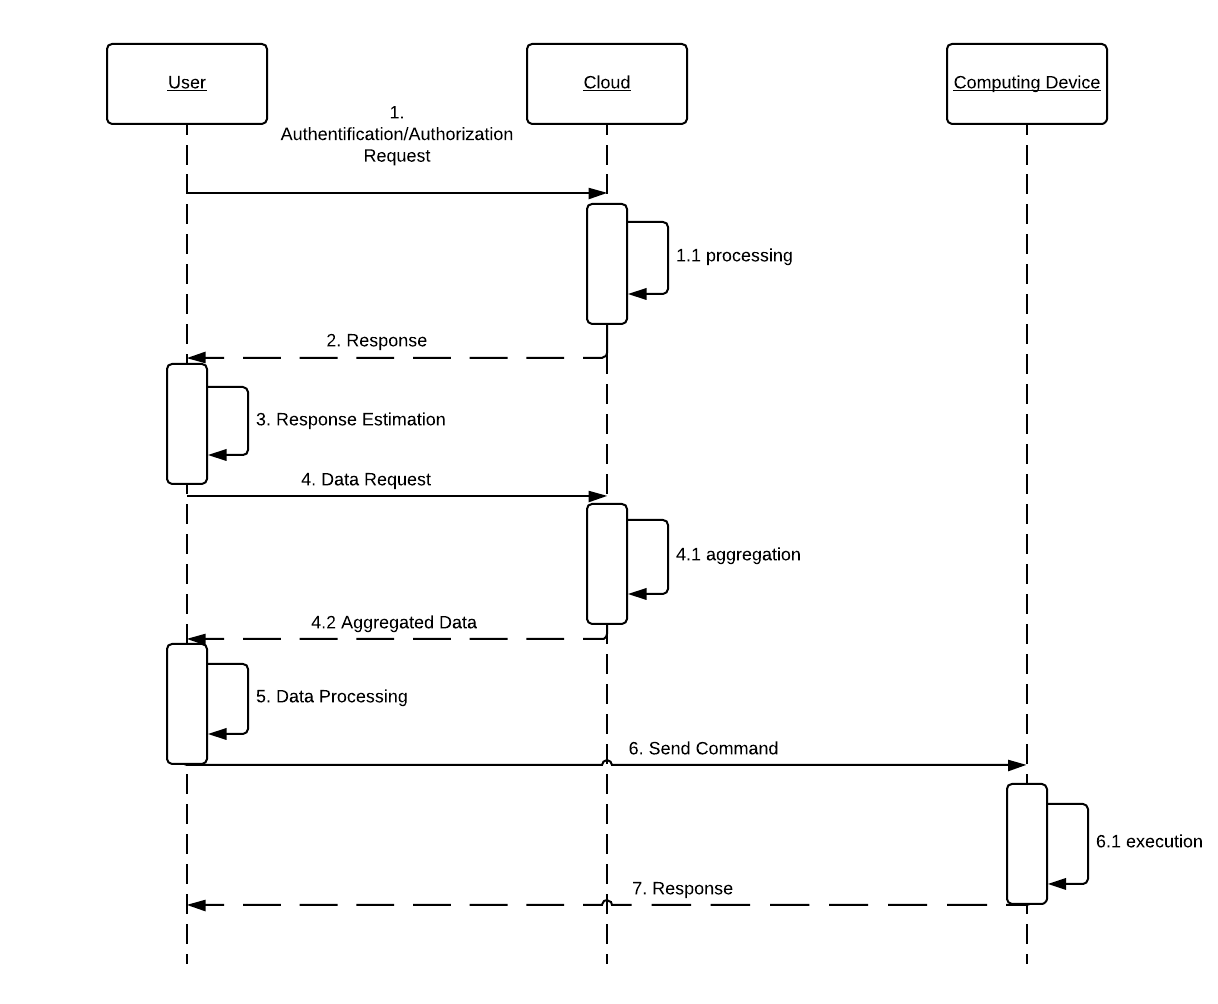 User
Cloud
Computing Device
1.
Authentification/Authorization
Request
1.1 processing
2. Response
3. Response Estimation
4. Data Request
4.1 aggregation
4.2 Aggregated Data
5. Data Processing
6. Send Command
6.1 execution
7. Response